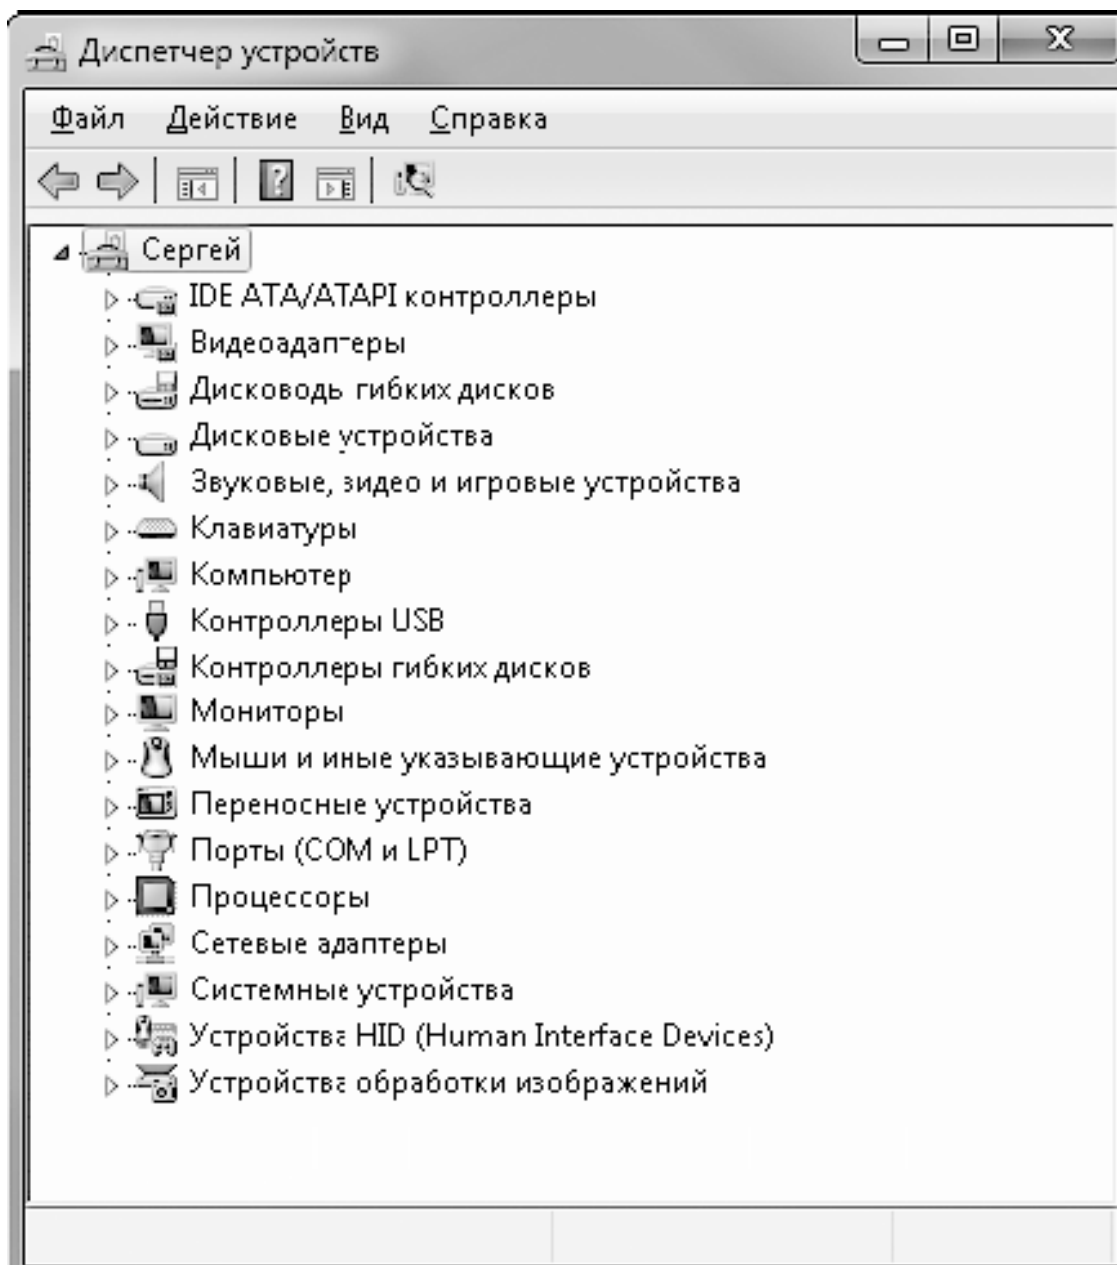 Диспетчер устройств
Файл Действие Вид Справка
Сергей
IDE ATA/ATAPI контроллеры
Видеоадаптеры
Дисководы гибких дисков
Дисковые устройства
Звуковые, видео и игровые устройства
Клавиатуры
Компьютер
Контроллеры USB
Контроллеры гибких дисков
Мониторы
Мыши и иные указывающие устройства
Переносные устройства
Порты (COM и LPT)
Процессоры
Сетевые адаптеры
Системные устройства
Устройства HID (Human Interface Devices)
Устройства обработки изображений